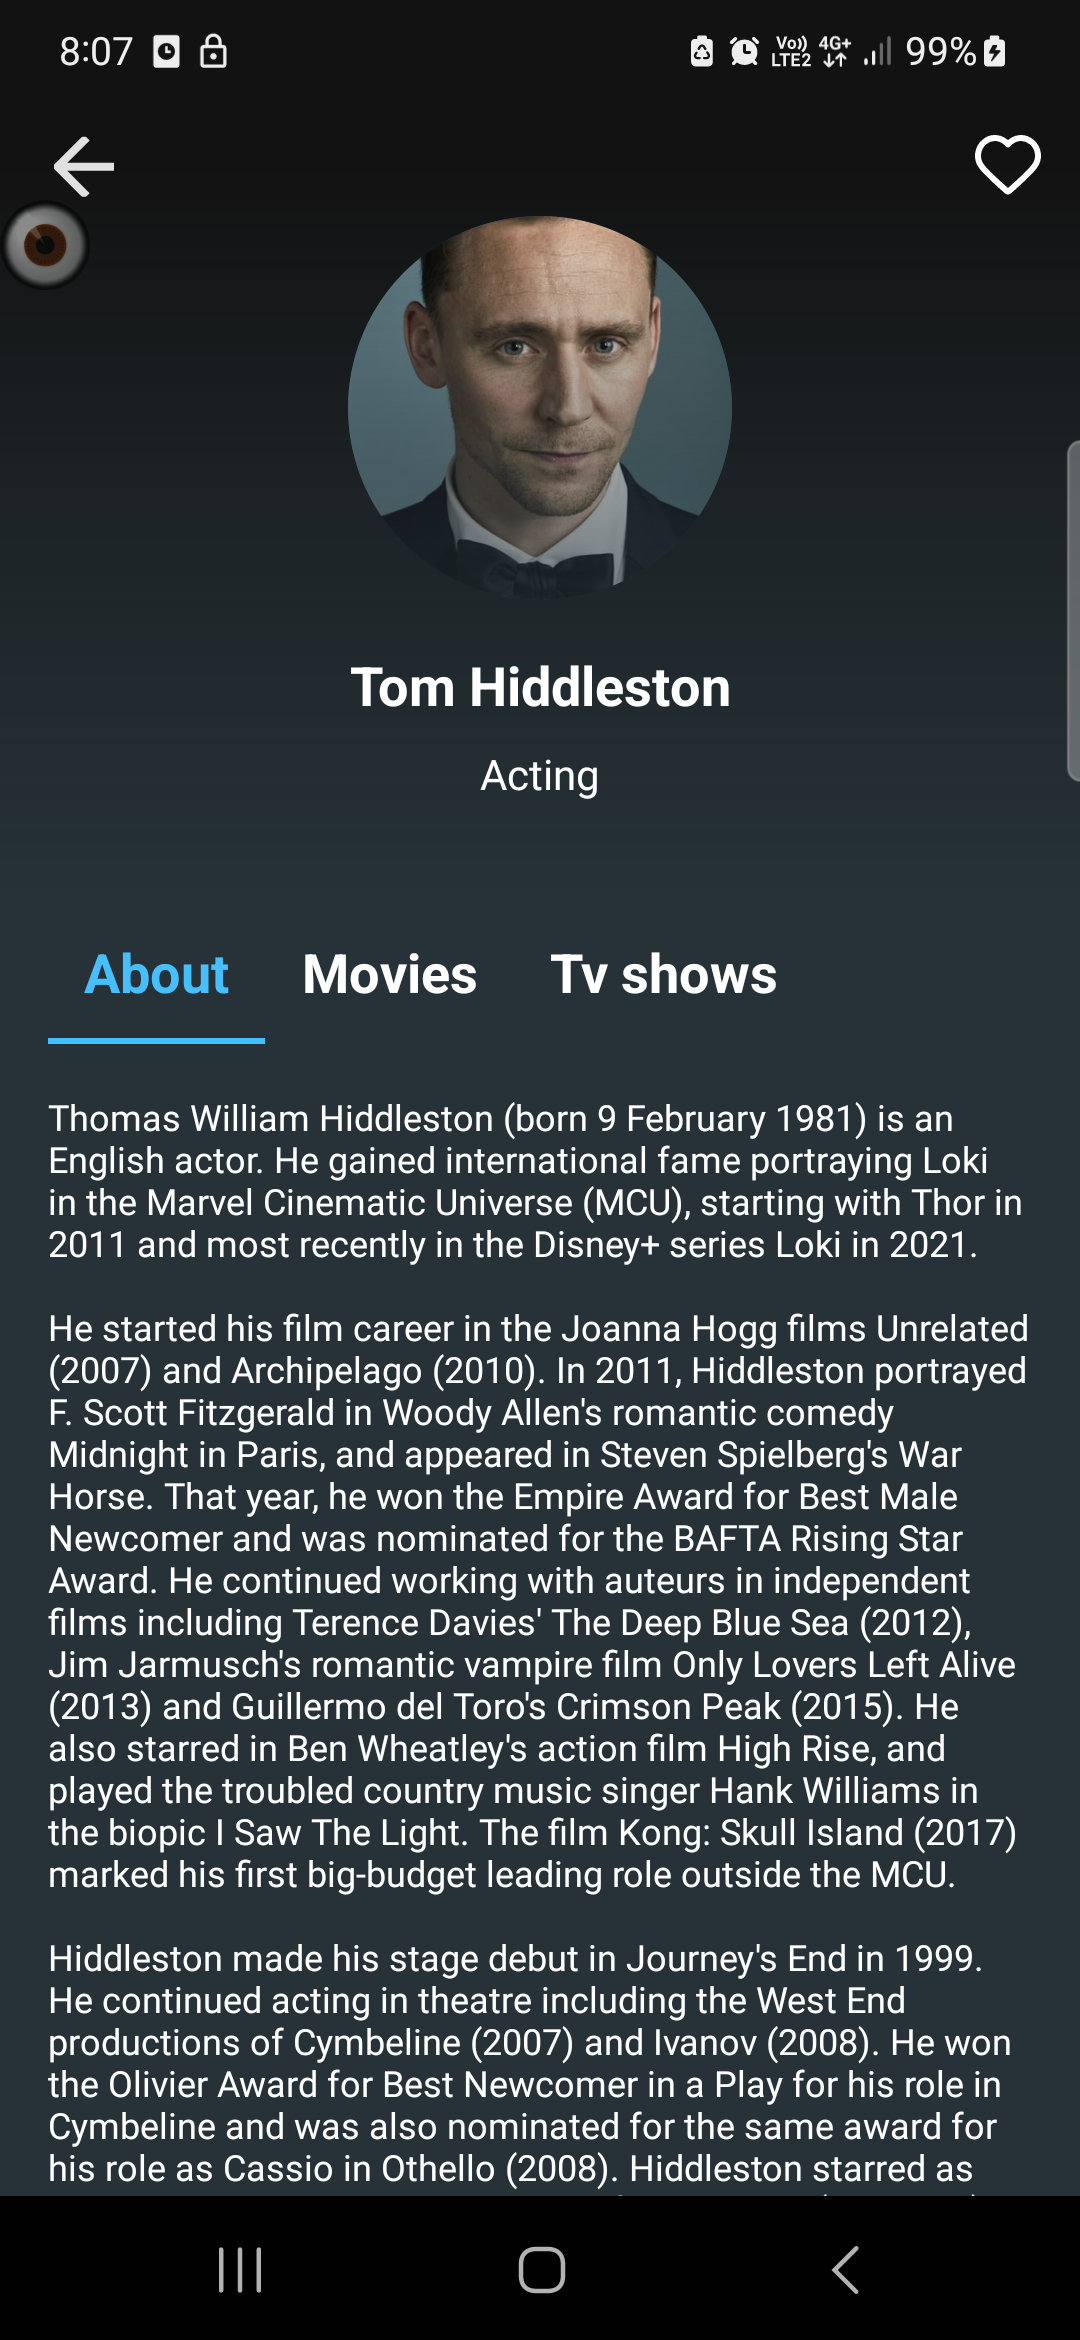 8:07
Vo)) LTE2 4G+ 99%
Tom Hiddleston
Acting
About Movies Tv shows
Thomas William Hiddleston (born 9 February 1981) is an
English actor. He gained international fame portraying Loki
in the Marvel Cinematic Universe (MCU), starting with Thor in
2011 and most recently in the Disney+ series Loki in 2021.
He started his film career in the Joanna Hogg films Unrelated
(2007) and Archipelago (2010). In 2011, Hiddleston portrayed
F. Scott Fitzgerald in Woody Allen's romantic comedy
Midnight in Paris, and appeared in Steven Spielberg's War
Horse. That year, he won the Empire Award for Best Male
Newcomer and was nominated for the BAFTA Rising Star
Award. He continued working with auteurs in independent
films including Terence Davies' The Deep Blue Sea (2012),
Jim Jarmusch's romantic vampire film Only Lovers Left Alive
(2013) and Guillermo del Toro's Crimson Peak (2015). He
also starred in Ben Wheatley's action film High Rise, and
played the troubled country music singer Hank Williams in
the biopic I Saw The Light. The film Kong: Skull Island (2017)
marked his first big-budget leading role outside the MCU.
Hiddleston made his stage debut in Journey's End in 1999.
He continued acting in theatre including the West End
productions of Cymbeline (2007) and Ivanov (2008). He won
the Olivier Award for Best Newcomer in a Play for his role in
Cymbeline and was also nominated for the same award for
his role as Cassio in Othello (2008). Hiddleston starred as